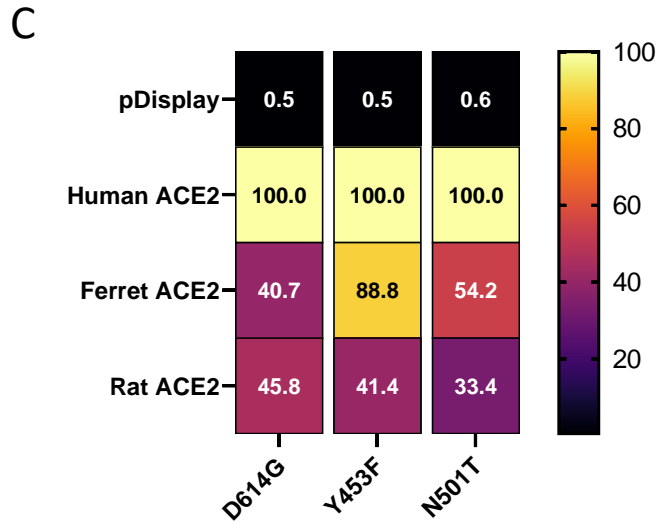 C
pDisplay 0.5 0.5 0.6
Human ACE2 100.0 100.0 100.0
Ferret ACE2 40.7 88.8 54.2
Rat ACE2 45.8 41.4 33.4
D614G Y453F N501T
100
80
60
40
20